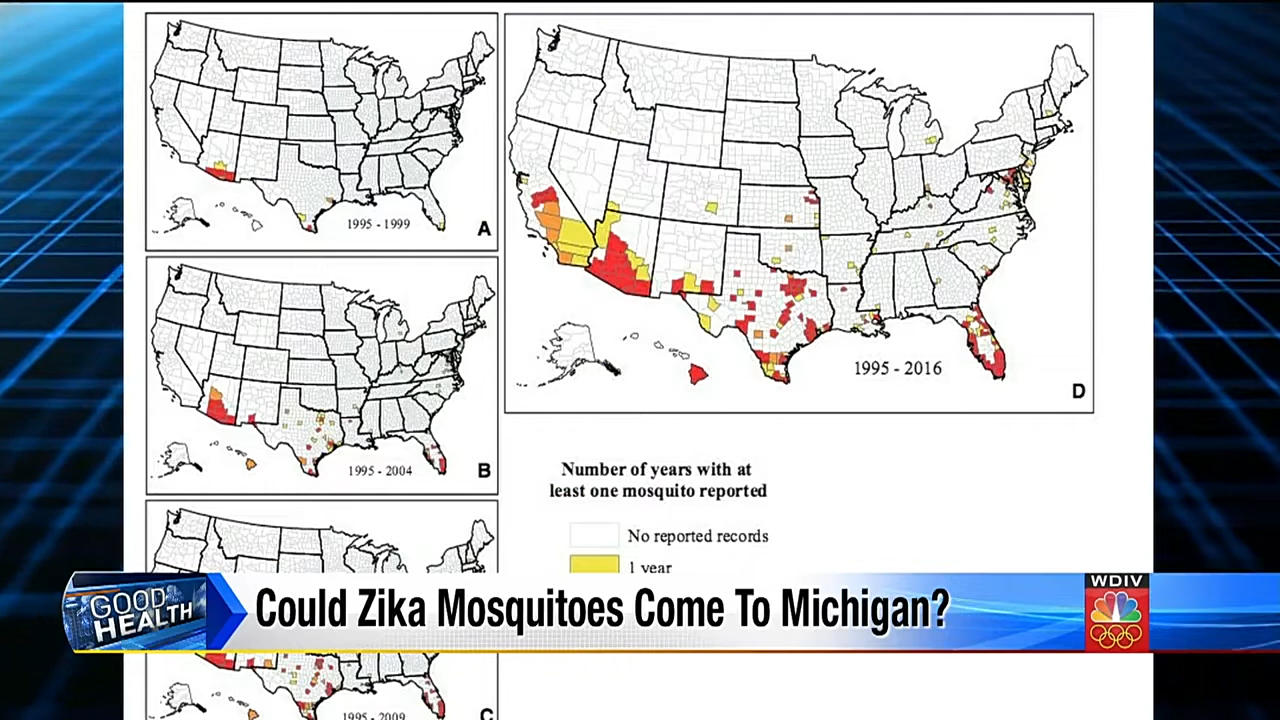 1995 - 1999
A
1995 - 2004
B
1995 - 2009
C
1995 - 2016
D
Number of years with at
least one mosquito reported
No reported records
1 year
GOOD
HEALTH
Could Zika Mosquitoes Come To Michigan?
WDIV